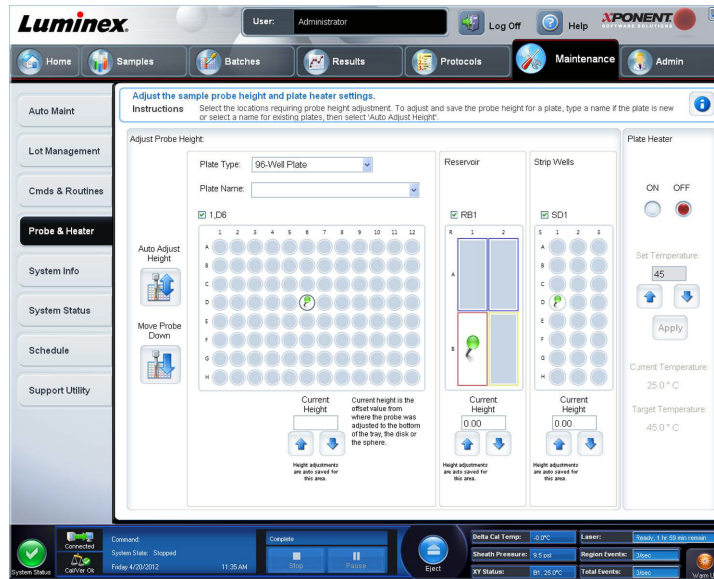 Luminex.
User: Administrator
Log Off
Help
XPONENT
SOFTWARE SOLUTIONS
Home
Samples
Batches
Results
Protocols
Maintenance
Admin
Auto Maint
Lot Management
Cmds & Routines
Probe & Heater
System Info
System Status
Schedule
Support Utility
Adjust the sample probe height and plate heater settings.
Instructions Select the locations requiring probe height adjustment. To adjust and save the probe height for a plate, type a name if the plate is new
or select a name for existing plates, then select 'Auto Adjust Height'.
Adjust Probe Height:
Plate Type: 96-Well Plate
Plate Name:
1,D6
1 2 3 4 5 6 7 8 9 10 11 12
A
B
C
D
E
F
G
H
Auto Adjust
Height
Move Probe
Down
Current
Height
Current height is the
offset value from
where the probe was
adjusted to the bottom
of the tray, the disk or
the sphere.
Height adjustments
are auto saved for
this area.
Reservoir
RB1
R 1 2
A
B
Current
Height
0.00
Height adjustments
are auto saved for
this area.
Strip Wells
SD1
S 1 2 3
A
B
C
D
E
F
G
H
Current
Height
0.00
Height adjustments
are auto saved for
this area.
Plate Heater
ON OFF
Set Temperature:
45
Apply
Current Temperature:
25.0 ° C
Target Temperature:
45.0 ° C
System Status
Connected
Cal/Ver Ok
Command:
System State: Stopped
Friday 4/20/2012 11:35 AM
Complete
Stop
Pause
Eject
Delta Cal Temp: -0.0°C
Sheath Pressure: 9.5 psi
XY Status: B1, 25.0°C
Laser: Ready, 1 hr 59 min remain
Region Events: 0/sec
Total Events: 0/sec